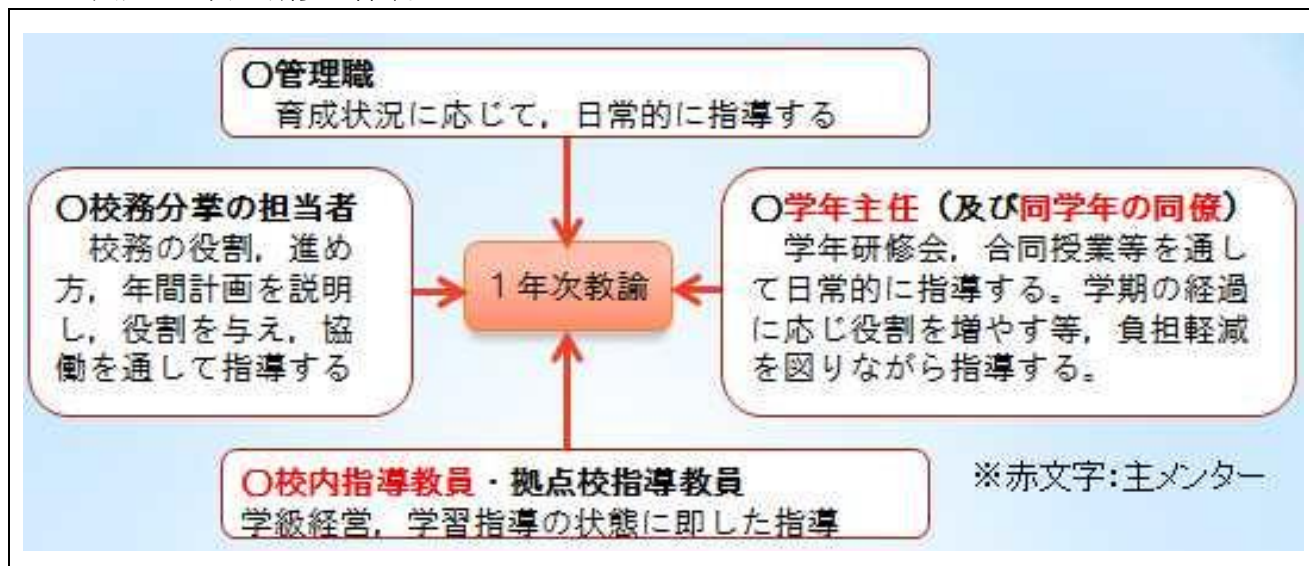 〇管理職
育成状況に応じて，日常的に指導する
〇校務分掌の担当者
校務の役割，進め
方，年間計画を説明
し，役割を与え，協
働を通して指導する
１年次教諭
〇学年主任（及び同学年の同僚）
学年研修会，合同授業等を通し
て日常的に指導する。学期の経過
に応じ役割を増やす等，負担軽減
を図りながら指導する。
〇校内指導教員・拠点校指導教員
学級経営，学習指導の状態に即した指導
※赤文字：主メンター